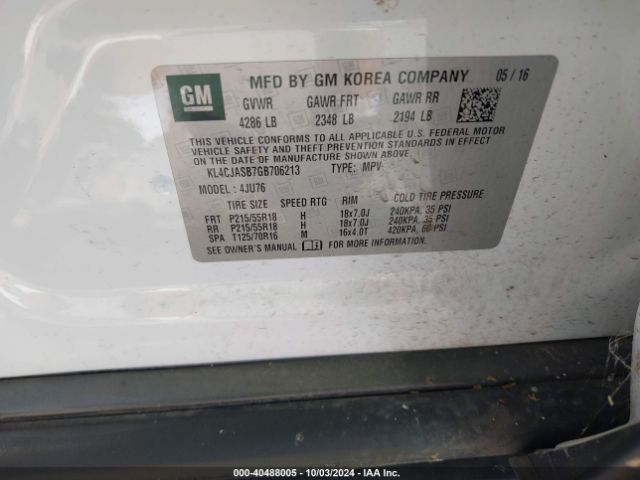 GM
MFD BY GM KOREA COMPANY 05/16
GVWR GAWR FRT GAWR RR
4286 LB 2348 LB 2194 LB
THIS VEHICLE CONFORMS TO ALL APPLICABLE U.S. FEDERAL MOTOR
VEHICLE SAFETY AND THEFT PREVENTION STANDARDS IN EFFECT
ON THE DATE OF MANUFACTURE SHOWN ABOVE.
KL4CJASB7GB706213 TYPE: MPV
MODEL: 4JU76
TIRE SIZE SPEED RTG RIM COLD TIRE PRESSURE
FRT P215/55R18 H 18x7.0J 240KPA, 35 PSI
RR P215/55R18 H 18x7.0J 240KPA, 35 PSI
SPA T125/70R16 M 16x4.0T 420KPA, 60 PSI
SEE OWNER'S MANUAL FOR MORE INFORMATION.
000-40488005 - 10/03/2024 - IAA Inc.